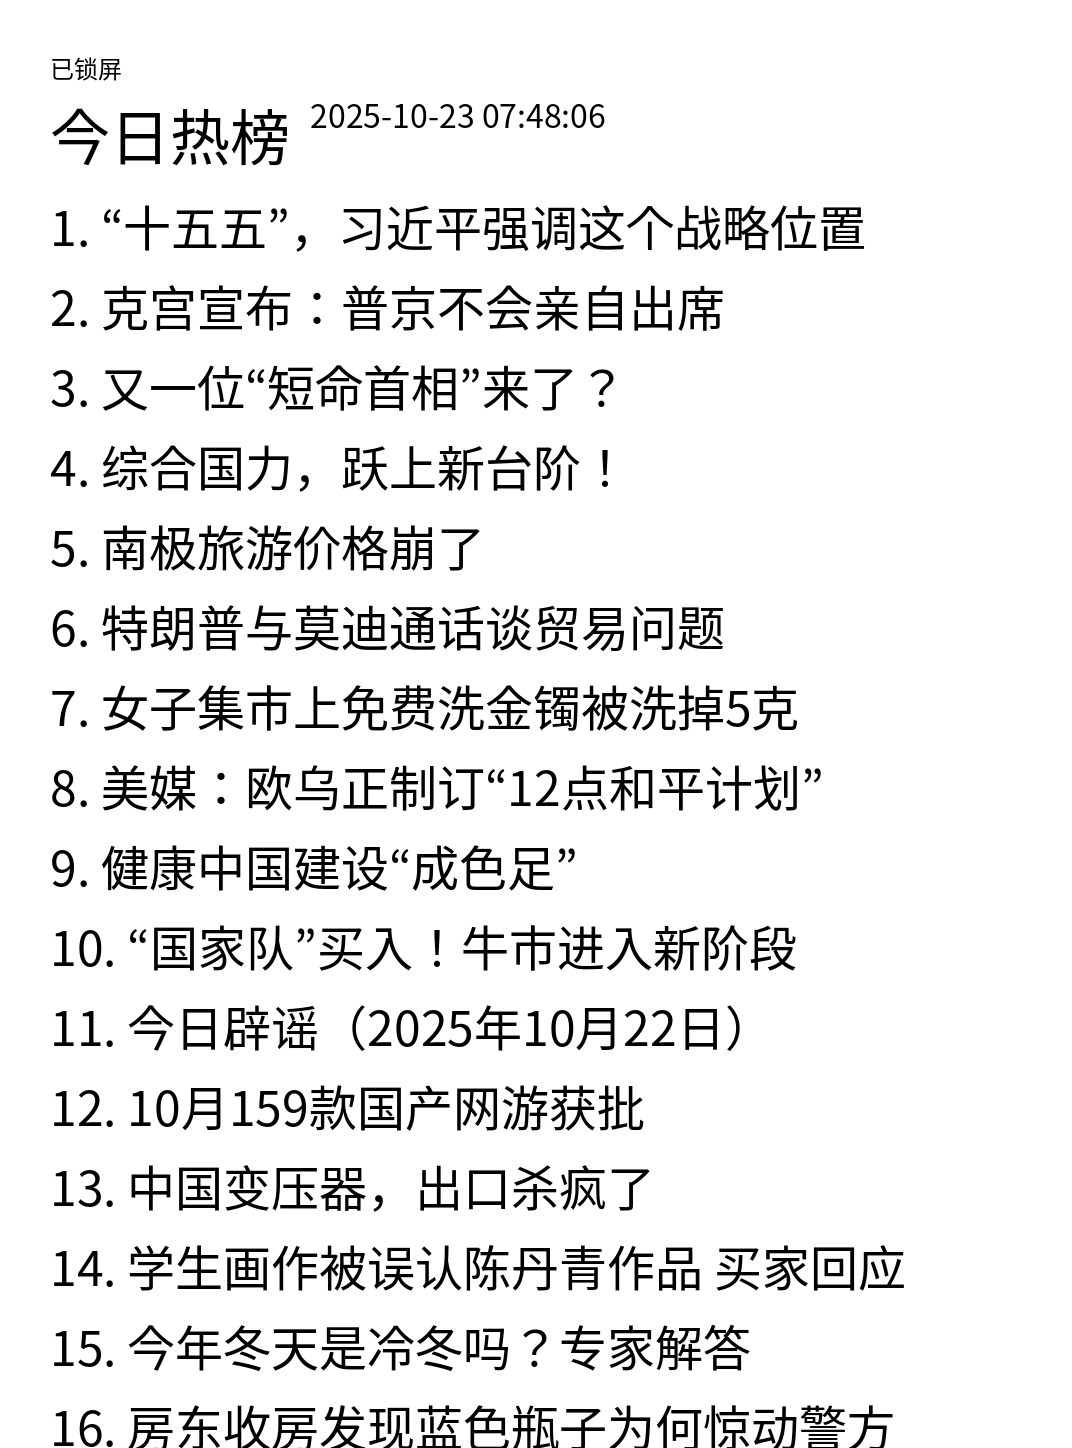 已锁屏
今日热榜 2025-10-23 07:48:06
1. “十五五”，习近平强调这个战略位置
2. 克宫宣布：普京不会亲自出席
3. 又一位“短命首相”来了？
4. 综合国力，跃上新台阶！
5. 南极旅游价格崩了
6. 特朗普与莫迪通话谈贸易问题
7. 女子集市上免费洗金镯被洗掉5克
8. 美媒：欧乌正制订“12点和平计划”
9. 健康中国建设“成色足”
10. “国家队”买入！牛市进入新阶段
11. 今日辟谣（2025年10月22日）
12. 10月159款国产网游获批
13. 中国变压器，出口杀疯了
14. 学生画作被误认陈丹青作品 买家回应
15. 今年冬天是冷冬吗？专家解答
16. 房东收房发现蓝色瓶子为何惊动警方